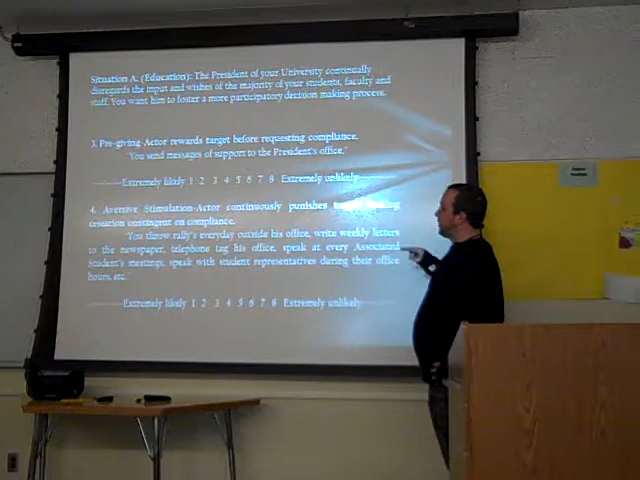 Situation A: (Education): The President of your University continually
disregards the input and wishes of the majority of your students, faculty and
staff. You want him to foster a more participatory decision making process.
3. Pre-giving-Actor rewards target before requesting compliance.
You send messages of support to the President's office.
Extremely likely 1 2 3 4 5 6 7 8 Extremely unlikely
4. Aversive Stimulation-Actor continuously punishes making
cessation contingent on compliance.
You throw rally's everyday outside his office, write weekly letters
to the newspaper, telephone tag his office, speak at every Associated
Student's meetings, speak with student representatives during their office
hours, etc.
Extremely likely 1 2 3 4 5 6 7 8 Extremely unlikely